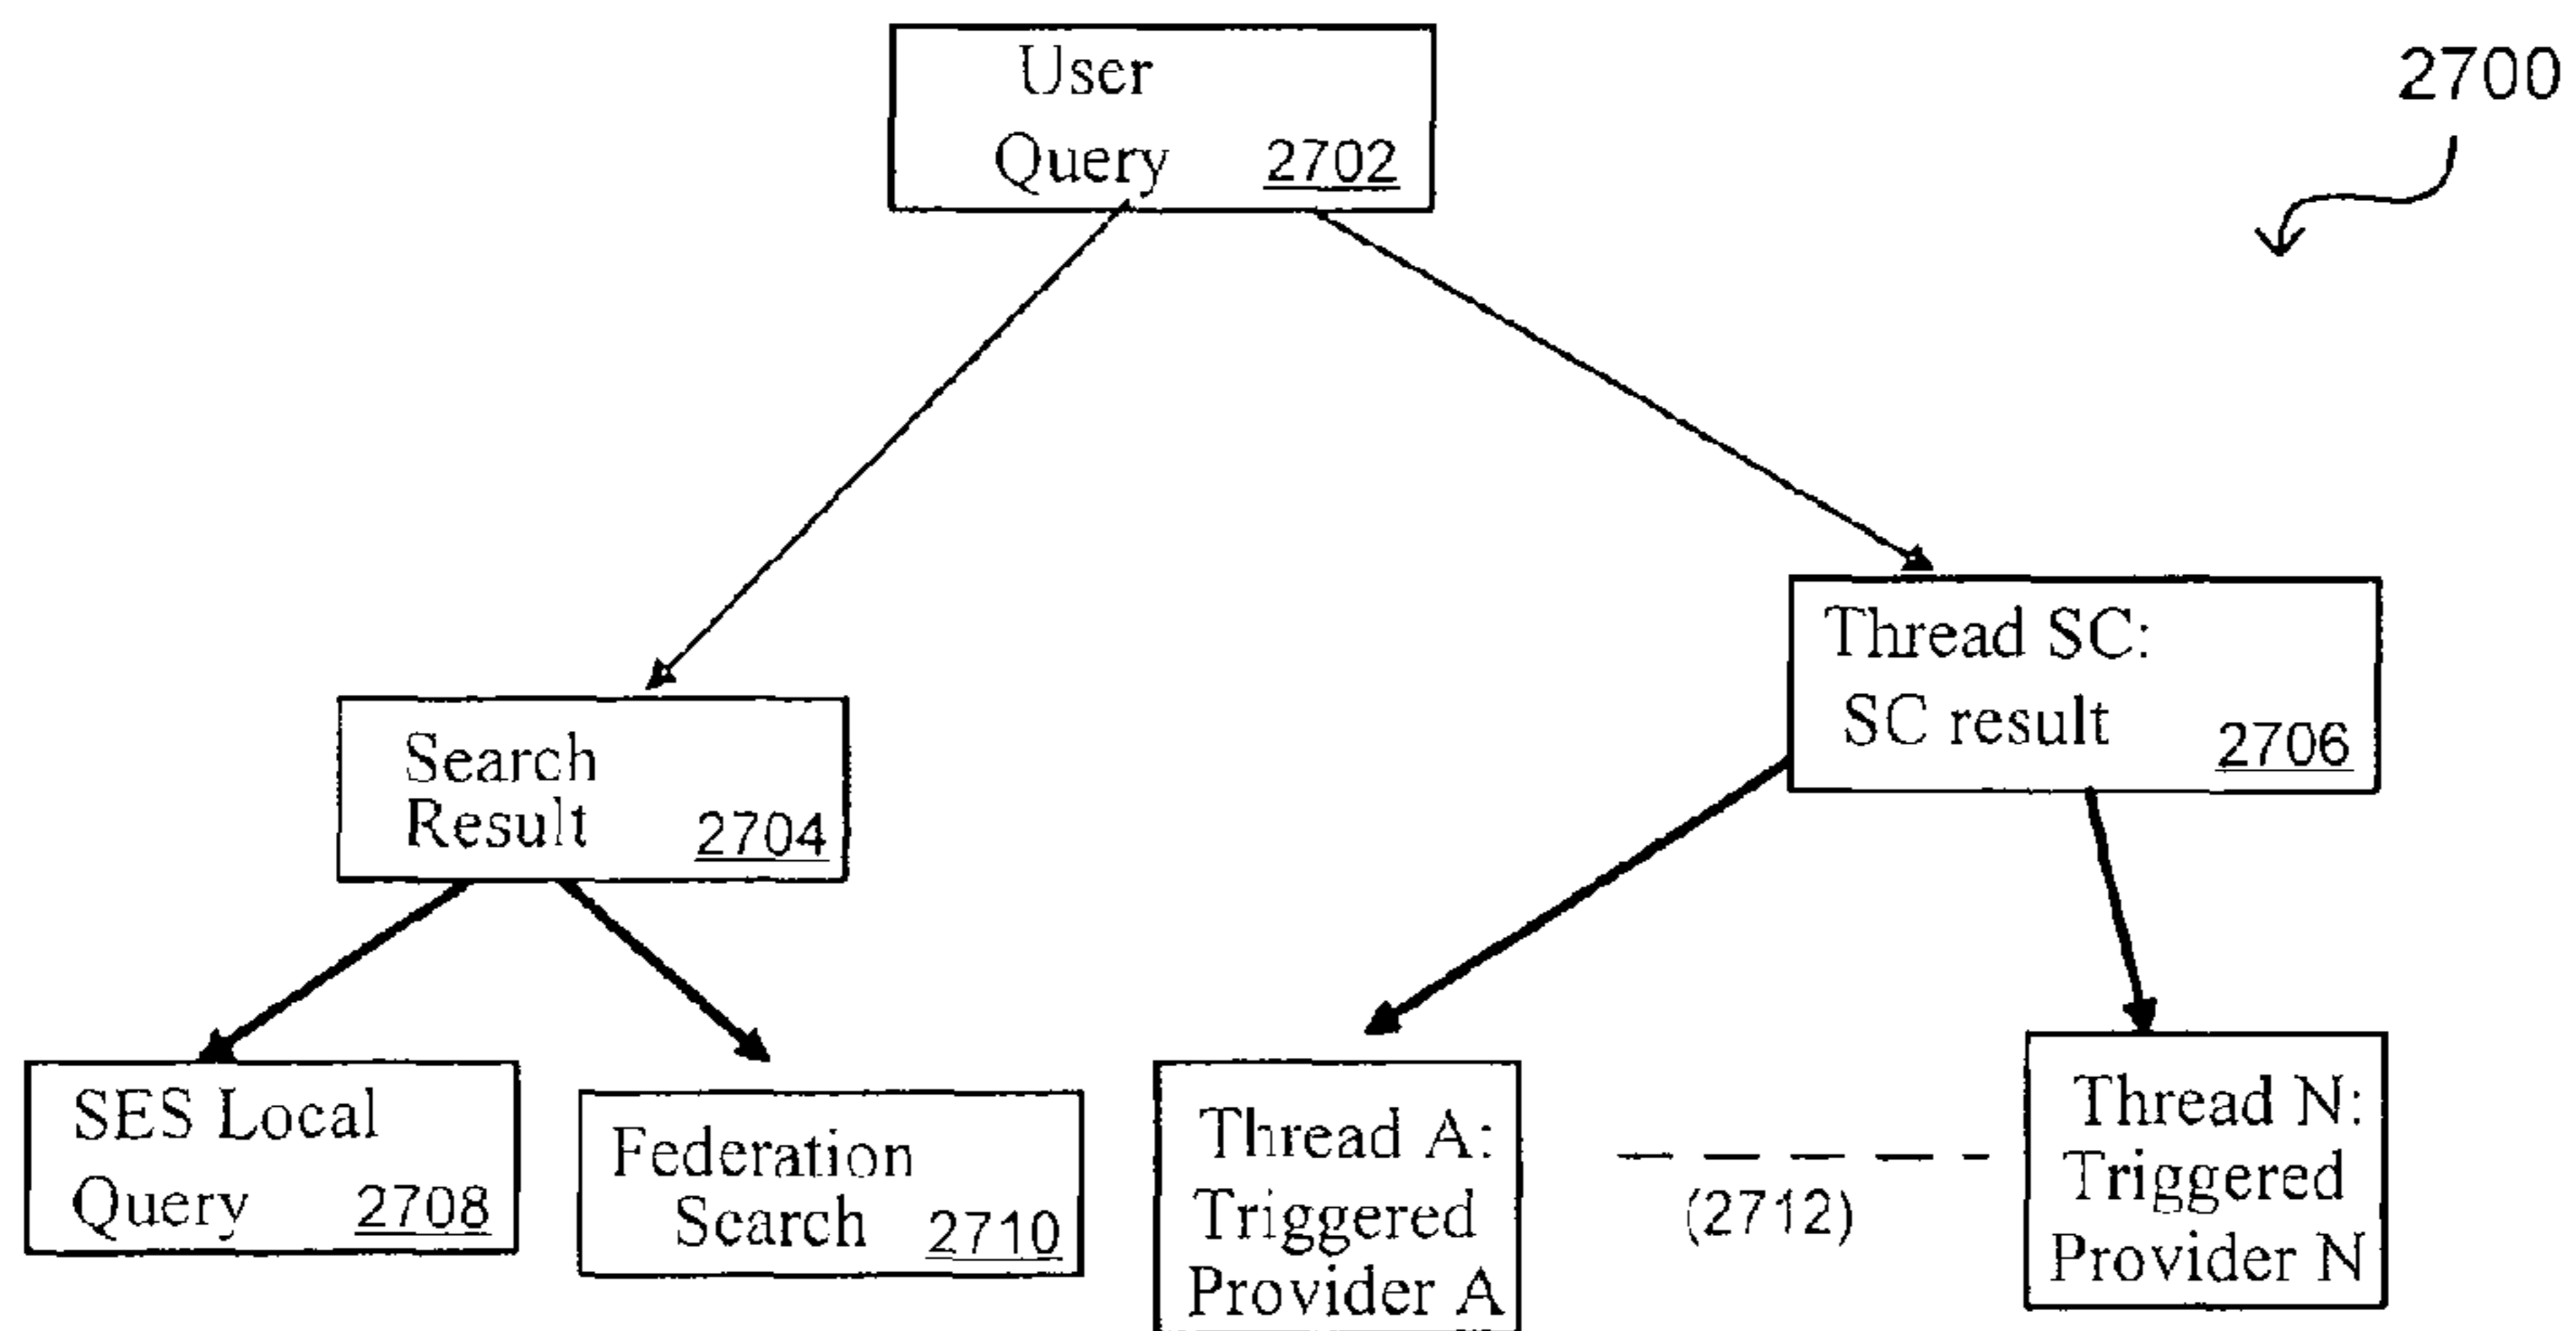 User
Query 2702
2700
Thread SC:
SC result 2706
Search
Result 2704
SES Local
Query 2708
Federation
Search 2710
Thread A:
Triggered
Provider A
(2712)
Thread N:
Triggered
Provider N